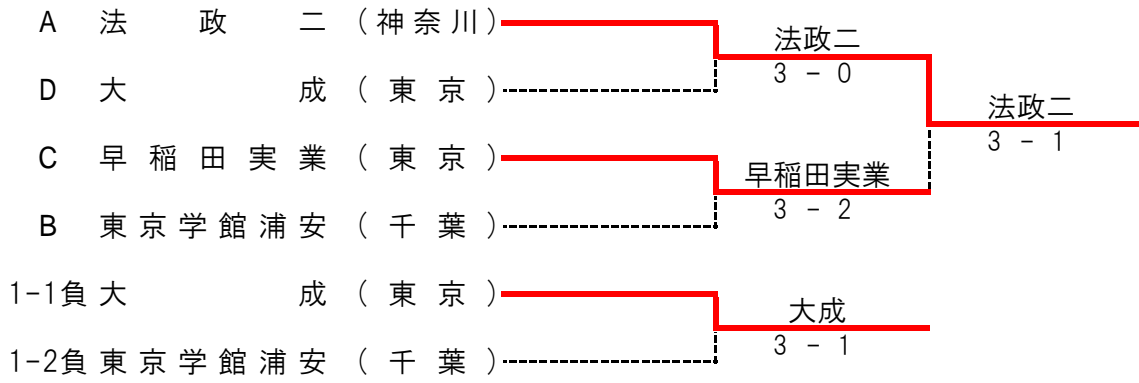 A 法政二 (神奈川)
法政二
3 - 0
D 大成 (東京)
法政二
3 - 1
C 早稲田実業 (東京)
早稲田実業
3 - 2
B 東京学館浦安 (千葉)
1-1負 大成 (東京)
大成
3 - 1
1-2負 東京学館浦安 (千葉)